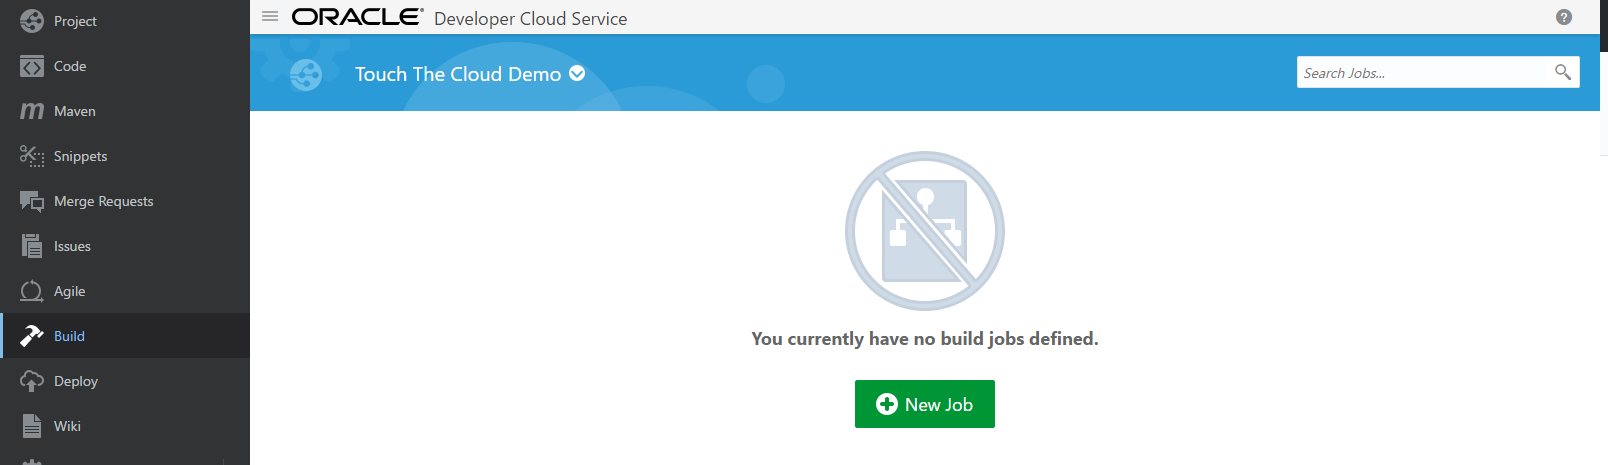 Project
Code
Maven
Snippets
Merge Requests
Issues
Agile
Build
Deploy
Wiki
ORACLE® Developer Cloud Service
?
Touch The Cloud Demo
Search Jobs...
You currently have no build jobs defined.
New Job